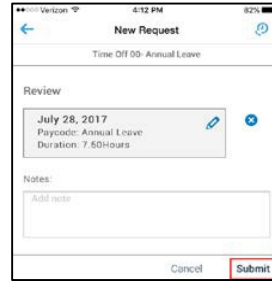 Verizon 4:12 PM 82%
New Request
Time Off 00- Annual Leave
Review
July 28, 2017
Paycode: Annual Leave
Duration: 7.60Hours
Notes:
Add note
Cancel Submit